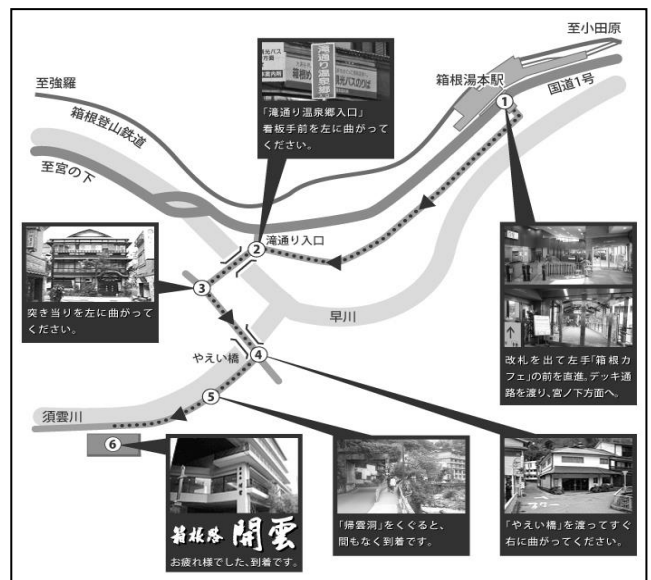 至小田原
箱根湯本駅
国道1号
至強羅
箱根登山鉄道
至宮の下
滝通り温泉郷入口
「滝通り温泉郷入口」
看板手前を左に曲がって
ください。
①
②
滝通り入口
③
突き当りを左に曲がって
ください。
早川
改札を出て左手「箱根カ
フェ」の前を直進。デッキ通
路を渡り、宮ノ下方面へ。
やえい橋
④
⑤
須雲川
⑥
箱根路 開雲
お疲れ様でした、到着です。
「帰雲洞」をくぐると、
間もなく到着です。
「やえい橋」を渡ってすぐ
右に曲がってください。